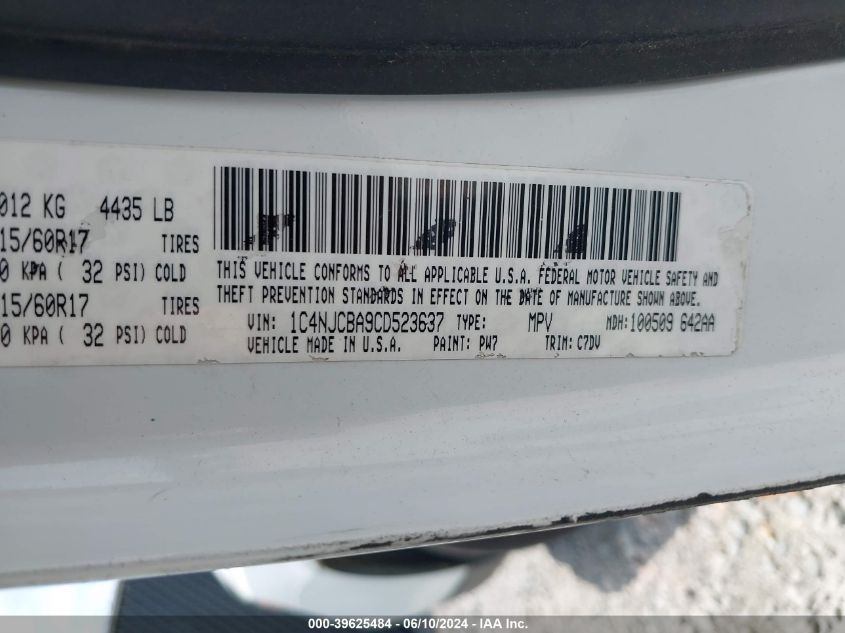 012 KG 4435 LB
15/60R17 TIRES
0 KPA ( 32 PSI) COLD
15/60R17 TIRES
0 KPA ( 32 PSI) COLD
THIS VEHICLE CONFORMS TO ALL APPLICABLE U.S.A. FEDERAL MOTOR VEHICLE SAFETY AND
THEFT PREVENTION STANDARDS IN EFFECT ON THE DATE OF MANUFACTURE SHOWN ABOVE.
VIN: 1C4NJCBA9CD523637 TYPE: MPV MDH: 100509 642AA
VEHICLE MADE IN U.S.A. PAINT: PW7 TRIM: C7DV
000-39625484 - 06/10/2024 - IAA Inc.